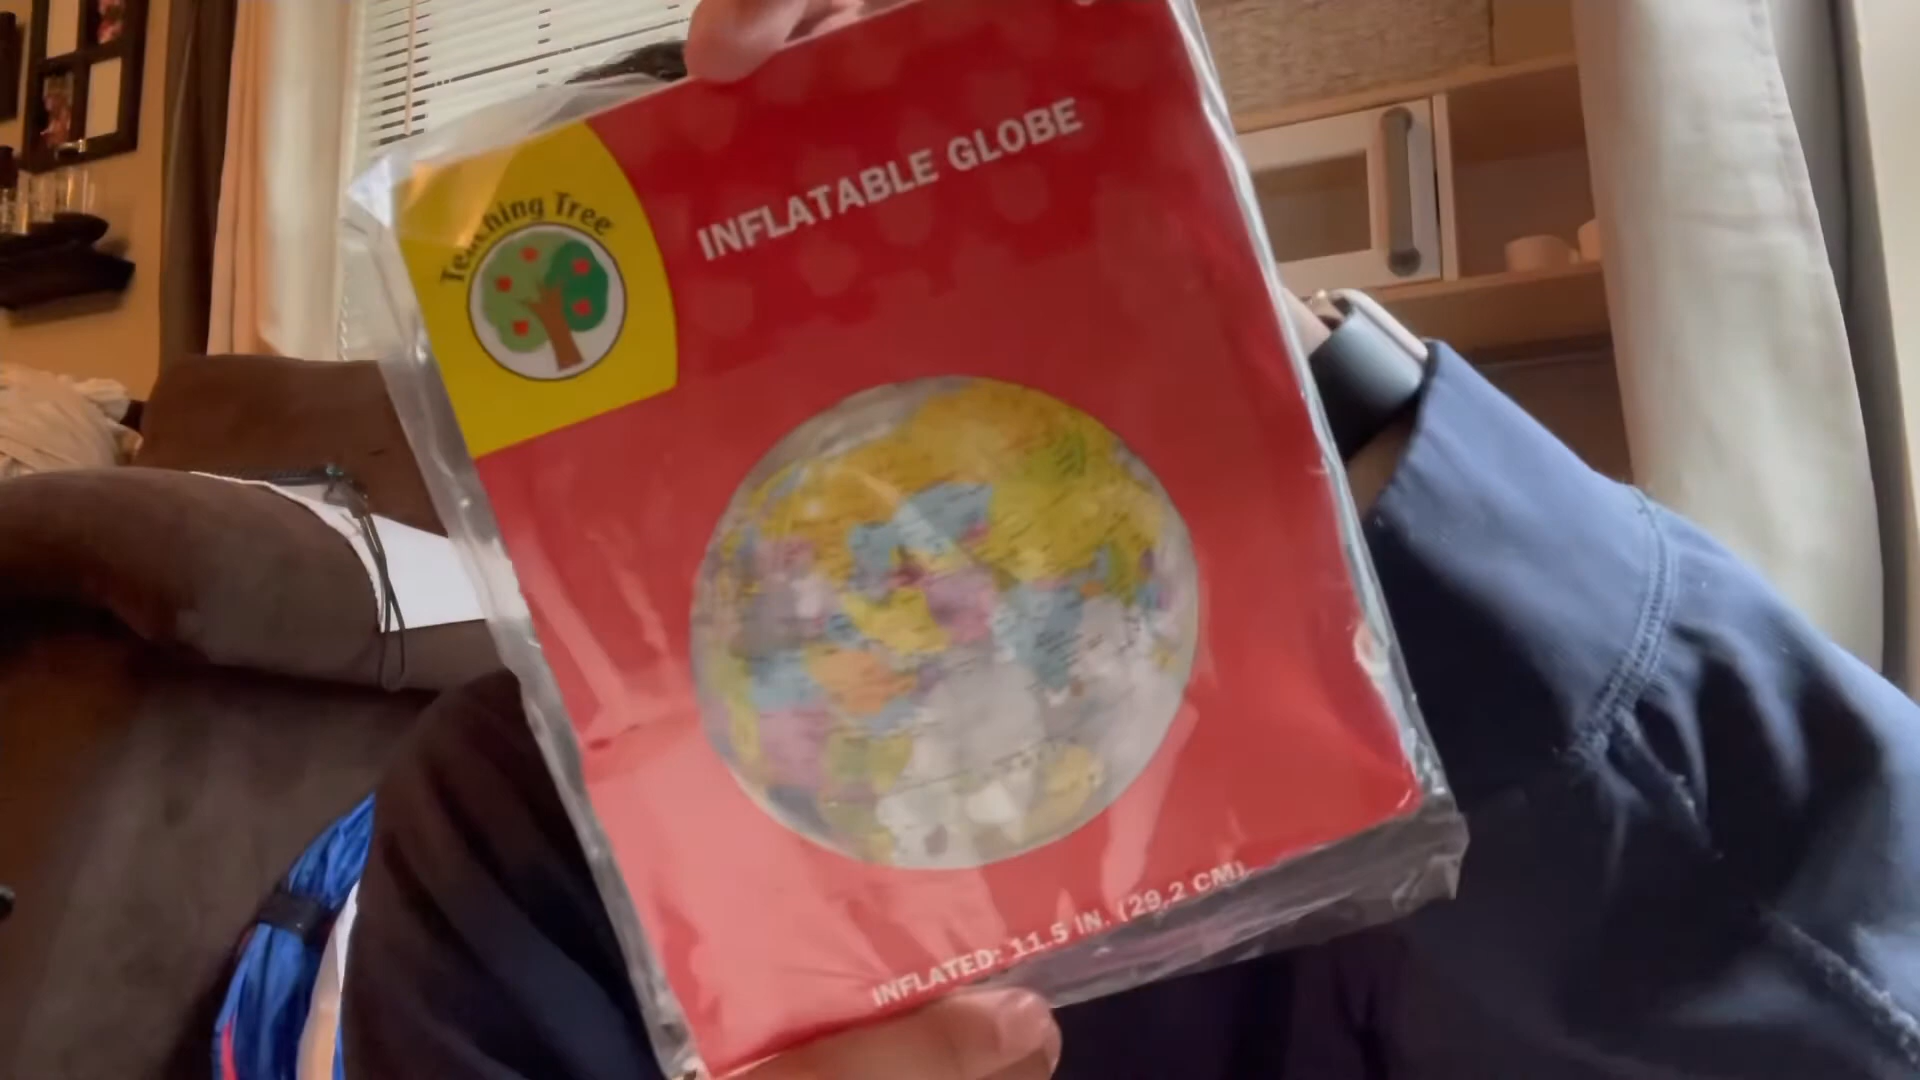 Teaching Tree
INFLATABLE GLOBE
INFLATED: 11.5 IN. (29.2 CM)